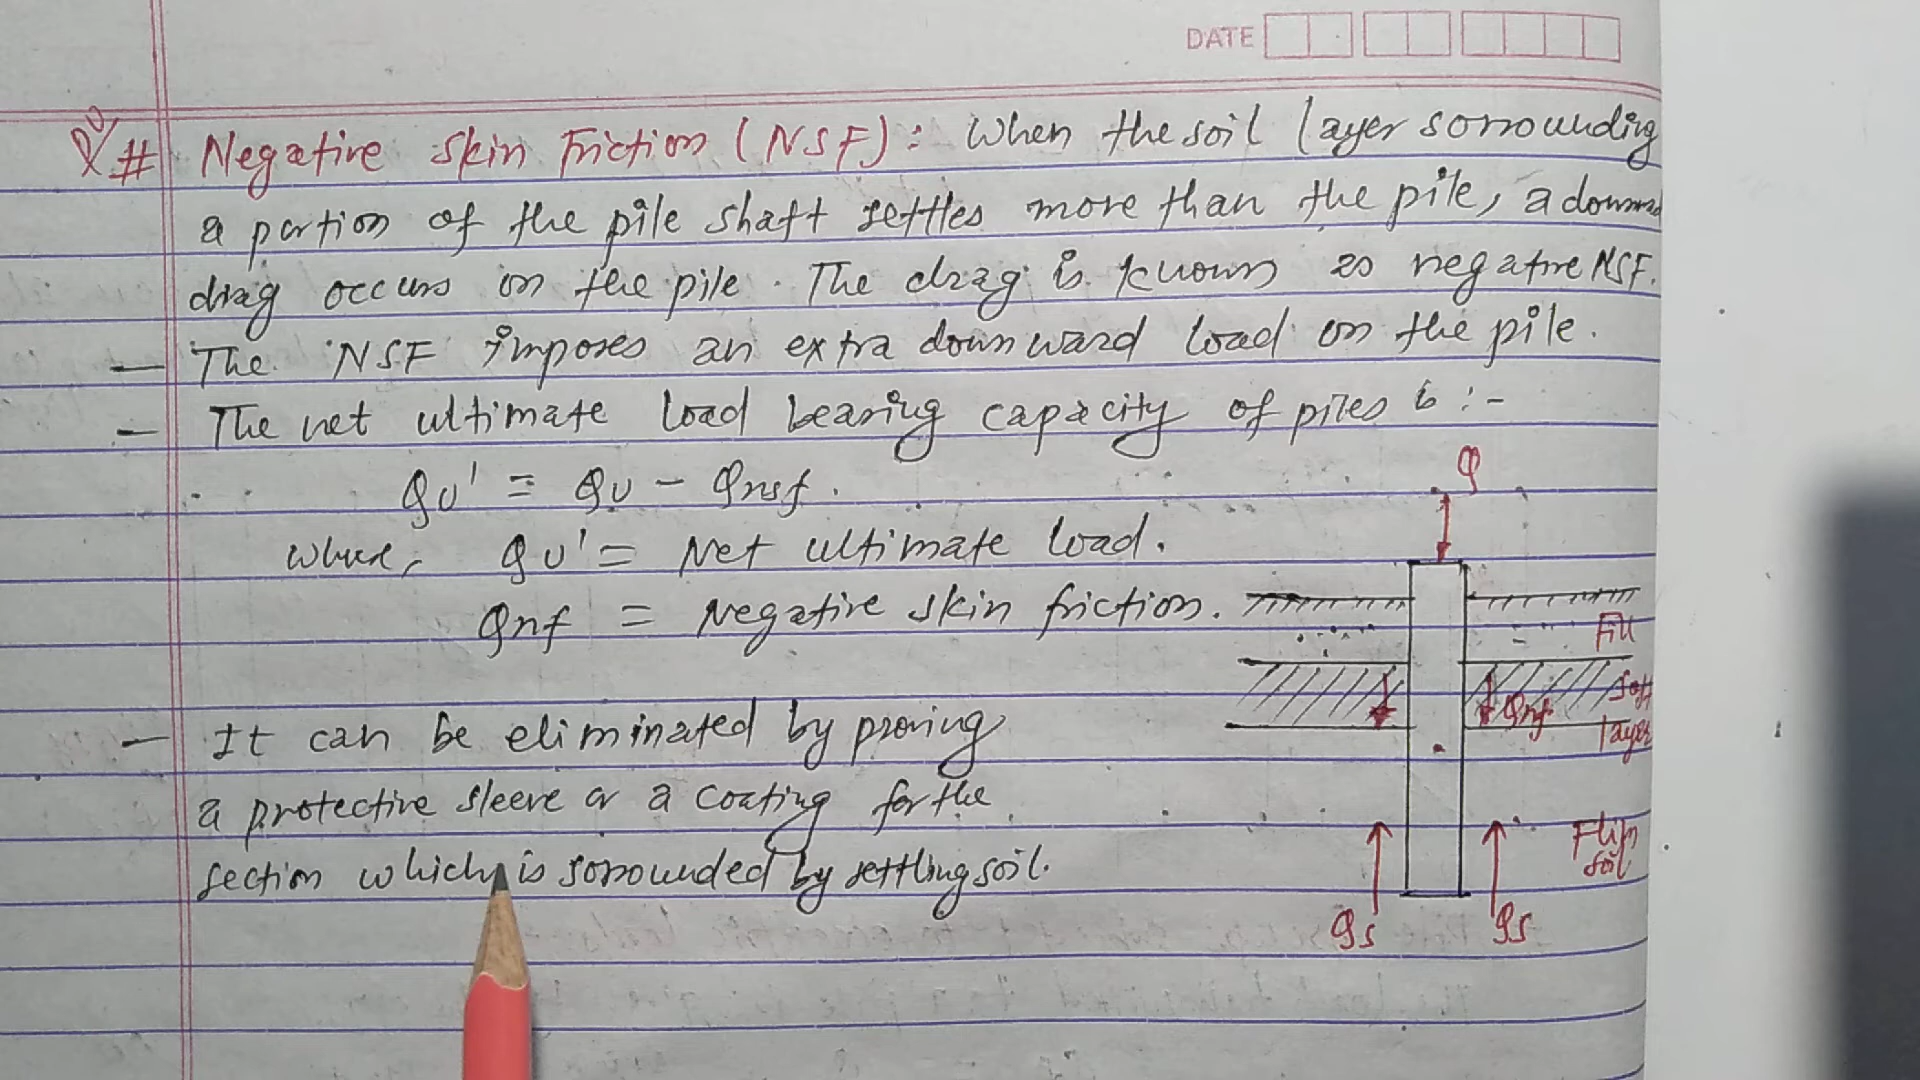 DATE
Q # Negative Skin Friction (NSF): When the soil layer sorrounding
a portion of the pile shaft settles more than the pile, a downward
drag occurs on the pile. The drag is known as negative NSF.
— The NSF imposes an extra downward load on the pile.
— The net ultimate load bearing capacity of piles is :-
Qu' = Qu - Qnsf.
where, Qu' = Net ultimate load.
Qnf = Negative skin friction.
— It can be eliminated by proving
a protective sleeve or a coating for the
section which is sorrounded by settling soil.
Q
Fill
Soft
Qnf
layer
soil
Qs Qs